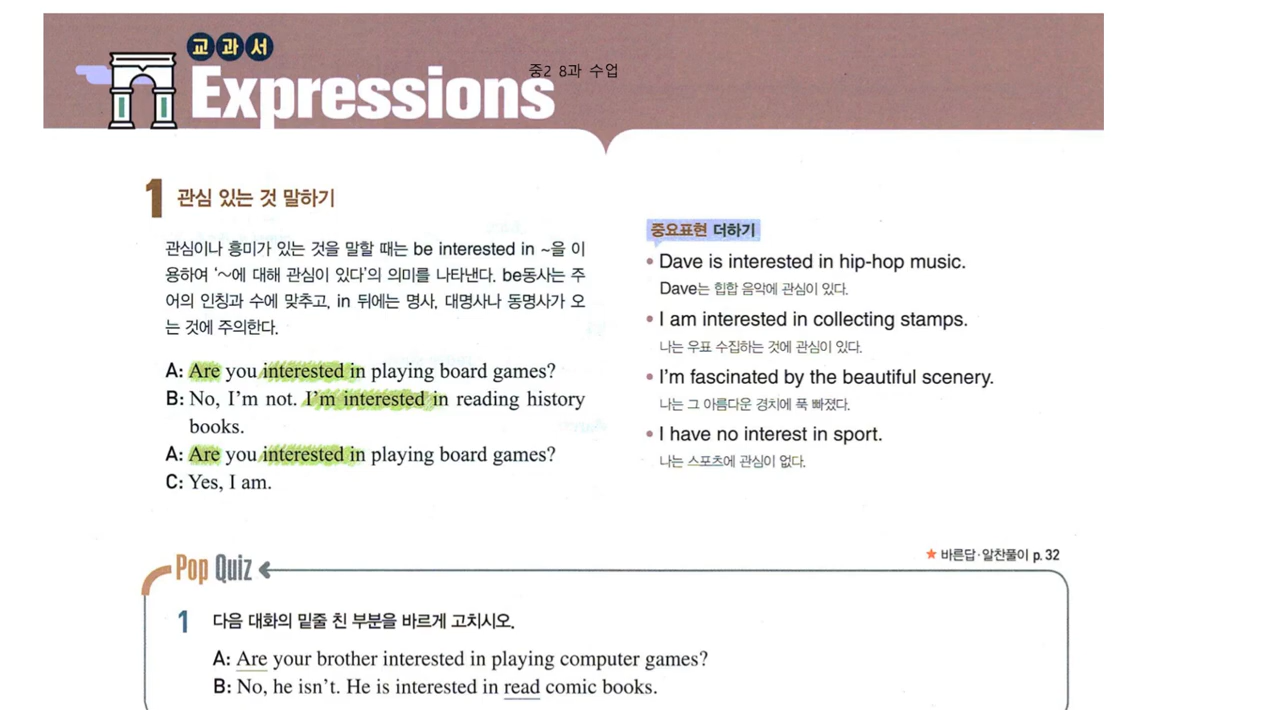 교과서
Expressions
중2 8과 수업
1 관심 있는 것 말하기
관심이나 흥미가 있는 것을 말할 때는 be interested in ~을 이
용하여 ‘~에 대해 관심이 있다’의 의미를 나타낸다. be동사는 주
어의 인칭과 수에 맞추고, in 뒤에는 명사, 대명사나 동명사가 오
는 것에 주의한다.
A: Are you interested in playing board games?
B: No, I’m not. I’m interested in reading history
books.
A: Are you interested in playing board games?
C: Yes, I am.
중요표현 더하기
• Dave is interested in hip-hop music.
Dave는 힙합 음악에 관심이 있다.
• I am interested in collecting stamps.
나는 우표 수집하는 것에 관심이 있다.
• I’m fascinated by the beautiful scenery.
나는 그 아름다운 경치에 푹 빠졌다.
• I have no interest in sport.
나는 스포츠에 관심이 없다.
★ 바른답·알찬풀이 p. 32
Pop Quiz
1 다음 대화의 밑줄 친 부분을 바르게 고치시오.
A: Are your brother interested in playing computer games?
B: No, he isn’t. He is interested in read comic books.